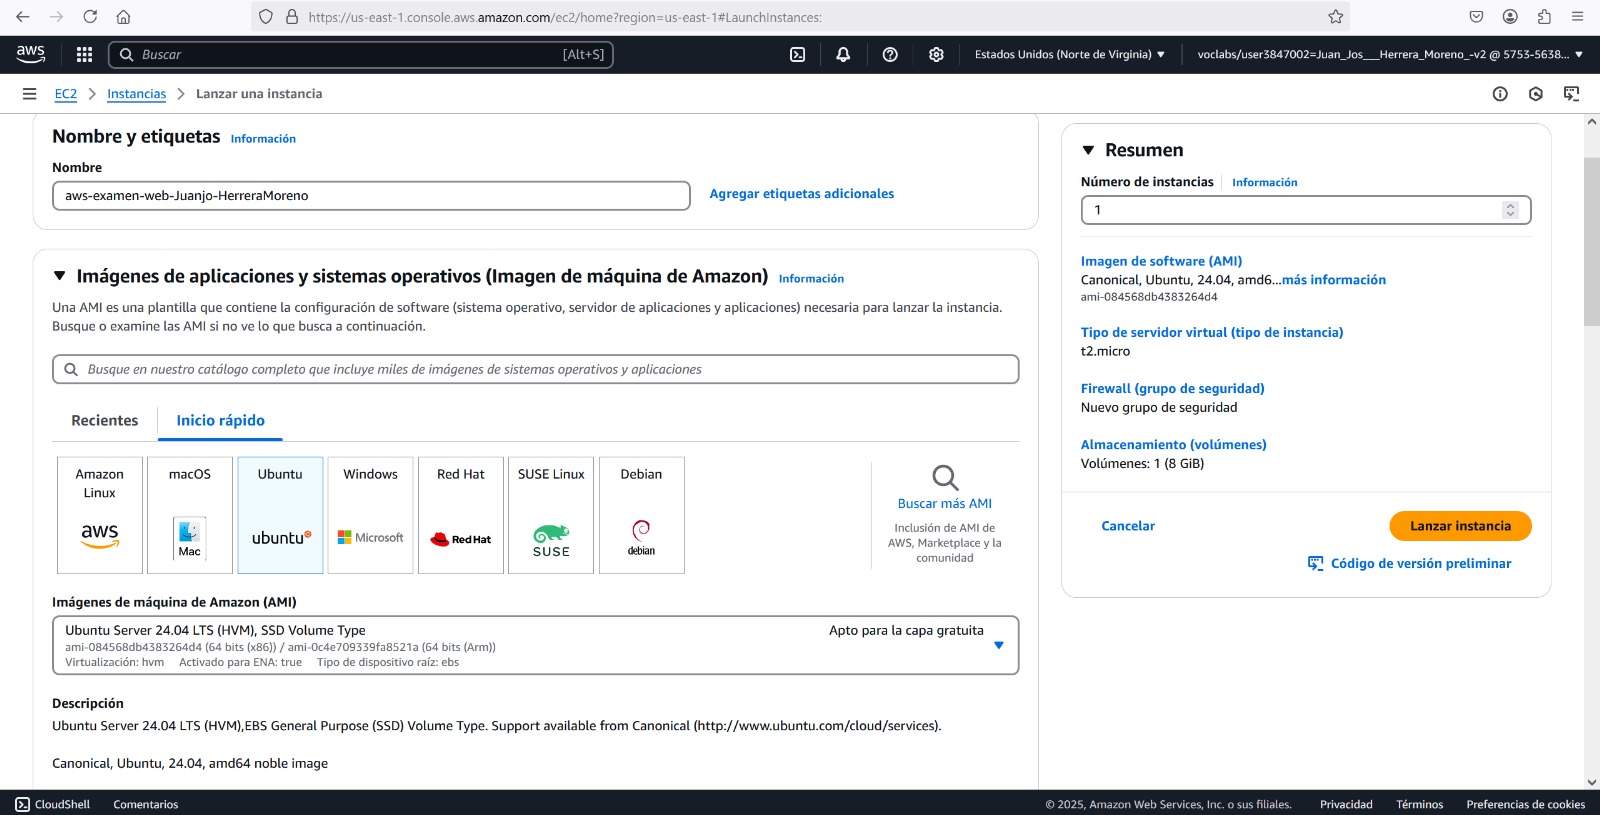 https://us-east-1.console.aws.amazon.com/ec2/home?region=us-east-1#LaunchInstances:
aws
Buscar
[Alt+S]
Estados Unidos (Norte de Virginia)
voclabs/user3847002=Juan_Jos___Herrera_Moreno_-v2 @ 5753-5638...
EC2
Instancias
Lanzar una instancia
Nombre y etiquetas Información
Nombre
aws-examen-web-Juanjo-HerreraMoreno
Agregar etiquetas adicionales
Imágenes de aplicaciones y sistemas operativos (Imagen de máquina de Amazon) Información
Una AMI es una plantilla que contiene la configuración de software (sistema operativo, servidor de aplicaciones y aplicaciones) necesaria para lanzar la instancia.
Busque o examine las AMI si no ve lo que busca a continuación.
Busque en nuestro catálogo completo que incluye miles de imágenes de sistemas operativos y aplicaciones
Recientes
Inicio rápido
Amazon
Linux
aws
macOS
Mac
Ubuntu
ubuntu
Windows
Microsoft
Red Hat
Red Hat
SUSE Linux
SUSE
Debian
debian
Buscar más AMI
Inclusión de AMI de
AWS, Marketplace y la
comunidad
Imágenes de máquina de Amazon (AMI)
Ubuntu Server 24.04 LTS (HVM), SSD Volume Type
Apto para la capa gratuita
ami-084568db4383264d4 (64 bits (x86)) / ami-0c4e709339fa8521a (64 bits (Arm))
Virtualización: hvm Activado para ENA: true Tipo de dispositivo raíz: ebs
Descripción
Ubuntu Server 24.04 LTS (HVM),EBS General Purpose (SSD) Volume Type. Support available from Canonical (http://www.ubuntu.com/cloud/services).
Canonical, Ubuntu, 24.04, amd64 noble image
Resumen
Número de instancias
Información
1
Imagen de software (AMI)
Canonical, Ubuntu, 24.04, amd6...más información
ami-084568db4383264d4
Tipo de servidor virtual (tipo de instancia)
t2.micro
Firewall (grupo de seguridad)
Nuevo grupo de seguridad
Almacenamiento (volúmenes)
Volúmenes: 1 (8 GiB)
Cancelar
Lanzar instancia
Código de versión preliminar
CloudShell
Comentarios
© 2025, Amazon Web Services, Inc. o sus filiales.
Privacidad
Términos
Preferencias de cookies